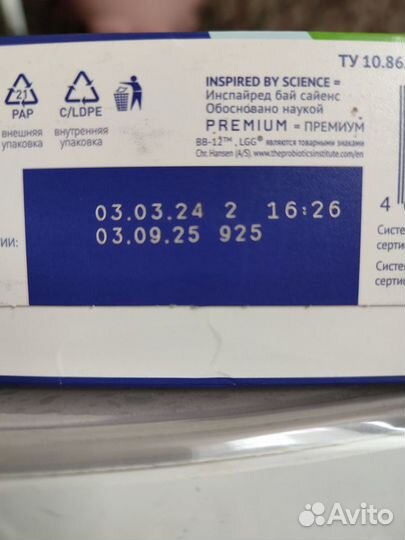 ТУ 10.86.
21
PAP
C/LDPE
внешняя
упаковка
внутренняя
упаковка
INSPIRED BY SCIENCE =
Инспайред бай сайенс
Обосновано наукой
PREMIUM = ПРЕМИУМ
BB-12™, LGG® являются товарными знаками
Chr. Hansen (A/S). www.theprobioticsinstitute.com/en
03.03.24 2 16:26
03.09.25 925
ИИ:
4
Систе
серти
Систе
серти
Avito